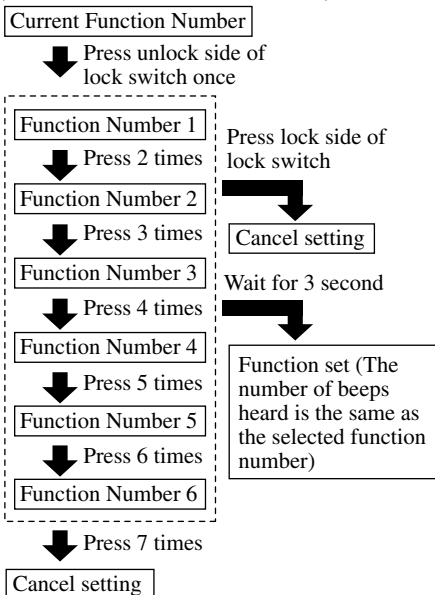 Current Function Number
Press unlock side of
lock switch once
Function Number 1
Press 2 times
Function Number 2
Press 3 times
Function Number 3
Press 4 times
Function Number 4
Press 5 times
Function Number 5
Press 6 times
Function Number 6
Press 7 times
Cancel setting
Press lock side of
lock switch
Cancel setting
Wait for 3 second
Function set (The
number of beeps
heard is the same as
the selected function
number)